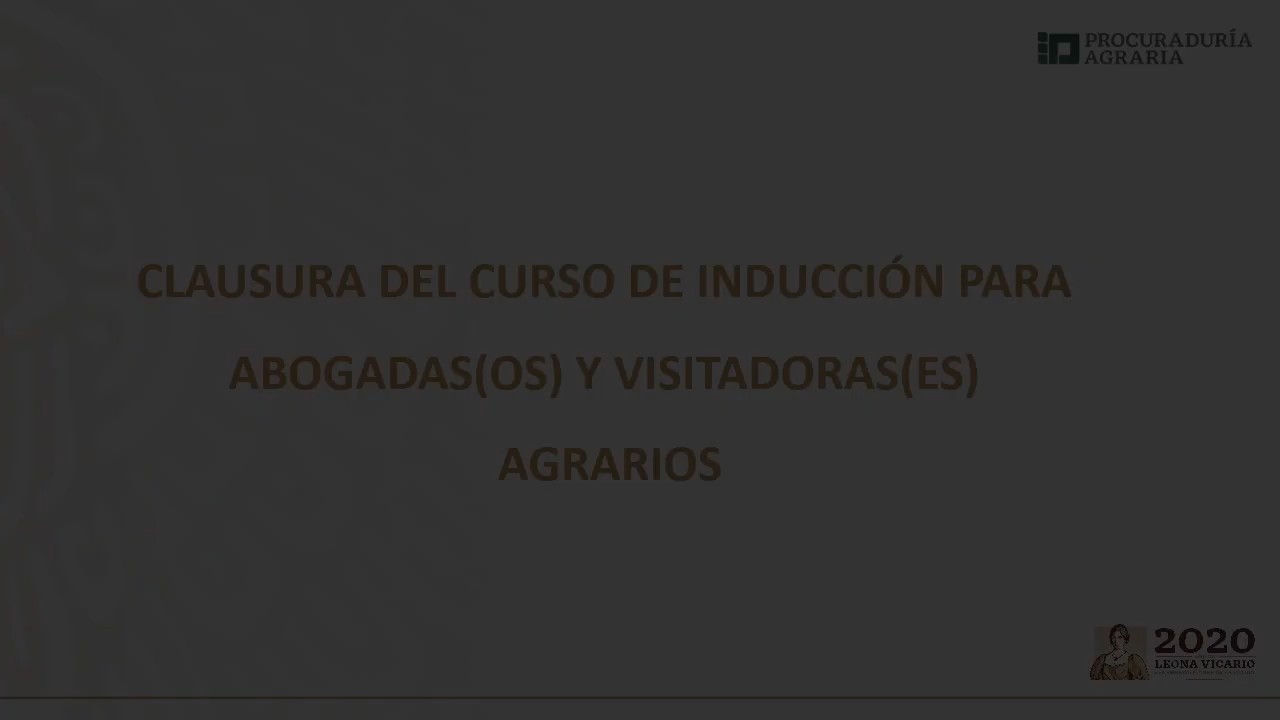 PROCURADURÍA
AGRARIA
CLAUSURA DEL CURSO DE INDUCCIÓN PARA
ABOGADAS(OS) Y VISITADORAS(ES)
AGRARIOS
2020
LEONA VICARIO